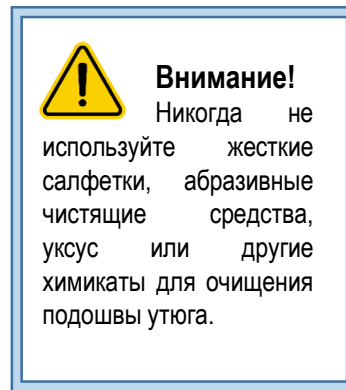 Внимание!
Никогда не
используйте жесткие
салфетки, абразивные
чистящие средства,
уксус или другие
химикаты для очищения
подошвы утюга.